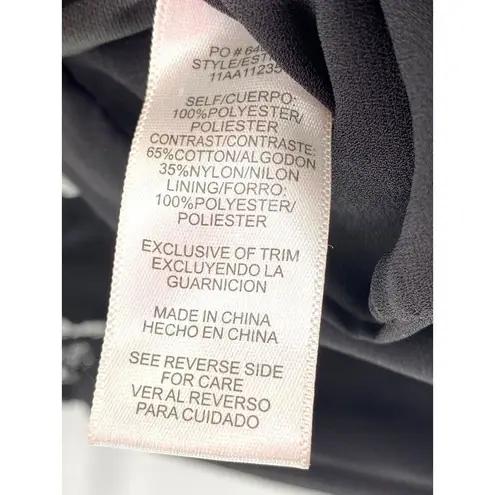 PO #
STYLE/
11AA11235
SELF/CUERPO:
100%POLYESTER/
POLIESTER
CONTRAST/CONTRASTE:
65%COTTON/ALGODON
35%NYLON/NILON
LINING/FORRO:
100%POLYESTER/
POLIESTER
EXCLUSIVE OF TRIM
EXCLUYENDO LA
GUARNICION
MADE IN CHINA
HECHO EN CHINA
SEE REVERSE SIDE
FOR CARE
VER AL REVERSO
PARA CUIDADO